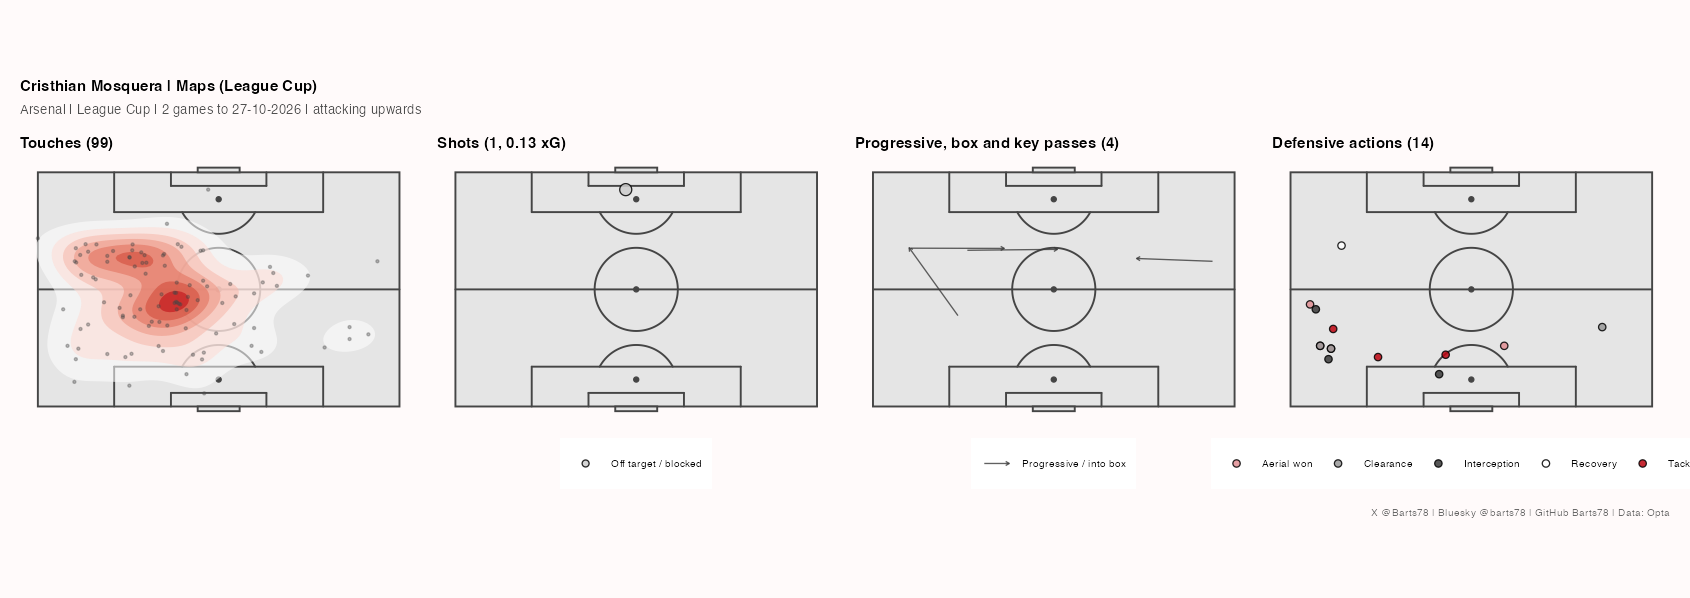 Cristhian Mosquera | Maps (League Cup)
Arsenal | League Cup | 2 games to 27-10-2026 | attacking upwards
Touches (99)
Shots (1, 0.13 xG)
Progressive, box and key passes (4)
Defensive actions (14)
Off target / blocked
Progressive / into box
Aerial won
Clearance
Interception
Recovery
Tack
X @Barts78 | Bluesky @barts78 | GitHub Barts78 | Data: Opta